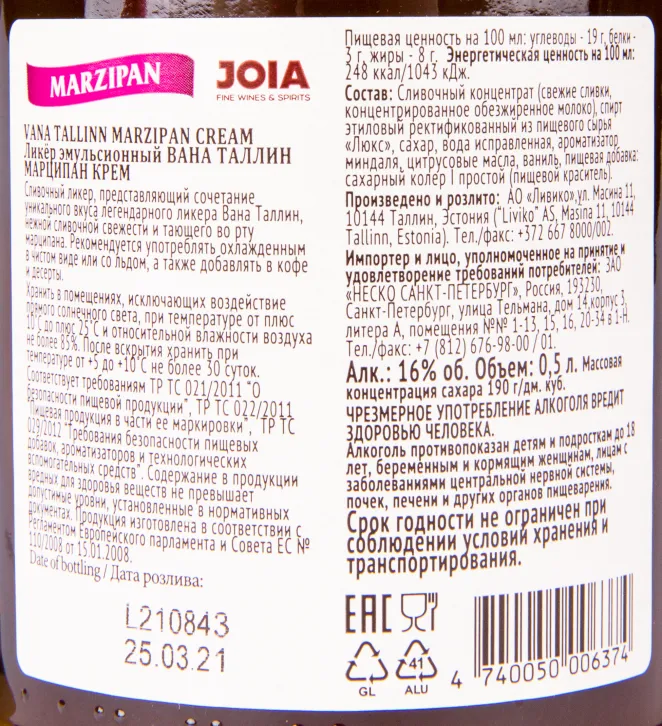 MARZIPAN
JOIA
FINE WINES & SPIRITS
VANA TALLINN MARZIPAN CREAM
Ликёр эмульсионный ВАНА ТАЛЛИН
МАРЦИПАН КРЕМ
Сливочный ликер, представляющий сочетание
уникального вкуса легендарного ликера Вана Таллин,
нежной сливочной свежести и тающего во рту
марципана. Рекомендуется употреблять охлажденным
в чистом виде или со льдом, а также добавлять в кофе
и десерты.
Хранить в помещениях, исключающих воздействие
прямого солнечного света, при температуре от плюс
10°С до плюс 25°С и относительной влажности воздуха
не более 85%. После вскрытия хранить при
температуре от +5 до +10°С не более 30 суток.
Соответствует требованиям ТР ТС 021/2011 "О
безопасности пищевой продукции", ТР ТС 022/2011
"Пищевая продукция в части ее маркировки", ТР ТС
029/2012 "Требования безопасности пищевых
добавок, ароматизаторов и технологических
вспомогательных средств". Содержание в продукции
вредных для здоровья веществ не превышает
допустимые уровни, установленные в нормативных
документах. Продукция изготовлена в соответствии с
Регламентом Европейского парламента и Совета ЕС №
110/2008 от 15.01.2008.
Date of bottling / Дата розлива:
L210843
25.03.21
Пищевая ценность на 100 мл: углеводы - 19 г, белки -
3 г, жиры - 8 г. Энергетическая ценность на 100 мл:
248 ккал/1043 кДж.
Состав: Сливочный концентрат (свежие сливки,
концентрированное обезжиренное молоко), спирт
этиловый ректификованный из пищевого сырья
«Люкс», сахар, вода исправленная, ароматизатор
миндаля, цитрусовые масла, ваниль, пищевая добавка:
сахарный колер I простой (пищевой краситель).
Произведено и розлито: АО «Ливико»,ул. Масина 11,
10144 Таллин, Эстония ("Liviko" AS, Masina 11, 10144
Tallinn, Estonia). Тел./факс: +372 667 8000/002.
Импортер и лицо, уполномоченное на принятие и
удовлетворение требований потребителей: ЗАО
«НЕСКО САНКТ-ПЕТЕРБУРГ», Россия, 193230,
Санкт-Петербург, улица Тельмана, дом 14,корпус 3,
литера А, помещения №№ 1-13, 15, 16, 20-34 в 1-Н.
Тел./факс: +7 (812) 676-98-00 /01.
Алк.: 16% об. Объем: 0,5 л. Массовая
концентрация сахара 190 г/дм. куб.
ЧРЕЗМЕРНОЕ УПОТРЕБЛЕНИЕ АЛКОГОЛЯ ВРЕДИТ
ЗДОРОВЬЮ ЧЕЛОВЕКА.
Алкоголь противопоказан детям и подросткам до 18
лет, беременным и кормящим женщинам, лицам с
заболеваниями центральной нервной системы,
почек, печени и других органов пищеварения.
Срок годности не ограничен при
соблюдении условий хранения и
транспортирования.
EAC
GL
41
ALU
4 740050 006374